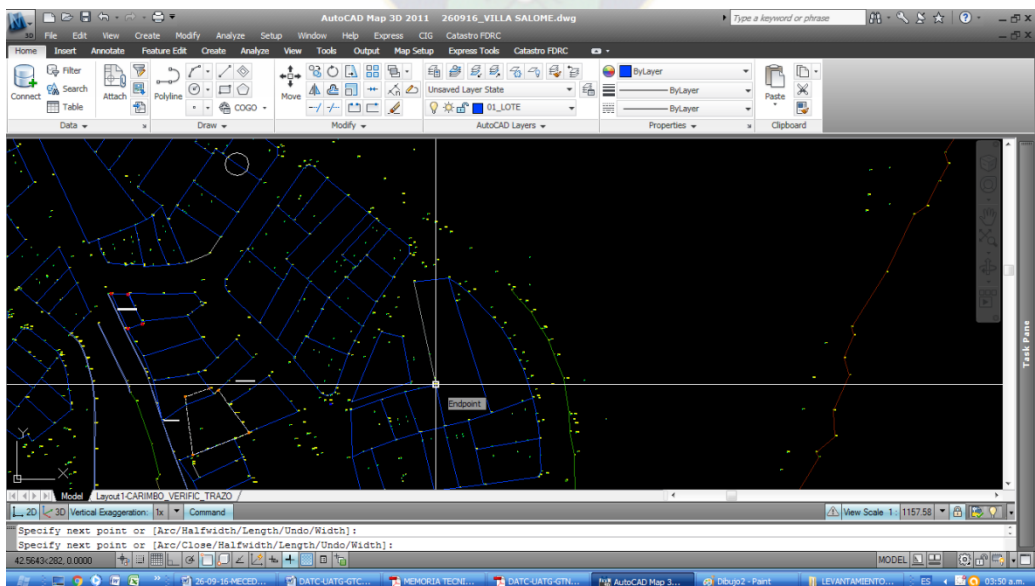 AutoCAD Map 3D 2011 260916_VILLA SALOME.dwg
Type a keyword or phrase
3D File Edit View Create Modify Analyze Setup Window Help Express CIG Catastro FDRC
Home Insert Annotate Feature Edit Create Analyze View Tools Output Map Setup Express Tools Catastro FDRC
Connect
Filter
Search
Table
Attach
Polyline
COGO
Move
Unsaved Layer State
01_LOTE
ByLayer
ByLayer
ByLayer
Paste
Data Draw Modify AutoCAD Layers Properties Clipboard
Task Pane
Endpoint
Y
X
Model Layout1-CARIMBO_VERIFIC_TRAZO
2D 3D Vertical Exaggeration: 1x Command View Scale 1 : 1157.58
Specify next point or [Arc/Halfwidth/Length/Undo/Width]:
Specify next point or [Arc/Close/Halfwidth/Length/Undo/Width]:
42.5643<282, 0.0000 MODEL
26-09-16-MECED... DATC-UATG-GTC... MEMORIA TECNI... DATC-UATG-GTN... AutoCAD Map 3... Dibujo2 - Paint LEVANTAMIENTO... ES 03:50 a.m.